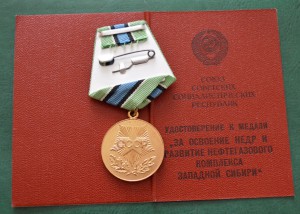 СОЮЗ
СОВЕТСКИХ
СОЦИАЛИСТИЧЕСКИХ
РЕСПУБЛИК
УДОСТОВЕРЕНИЕ К МЕДАЛИ
„ЗА ОСВОЕНИЕ НЕДР И
РАЗВИТИЕ НЕФТЕГАЗОВОГО
КОМПЛЕКСА
ЗАПАДНОЙ СИБИРИ“